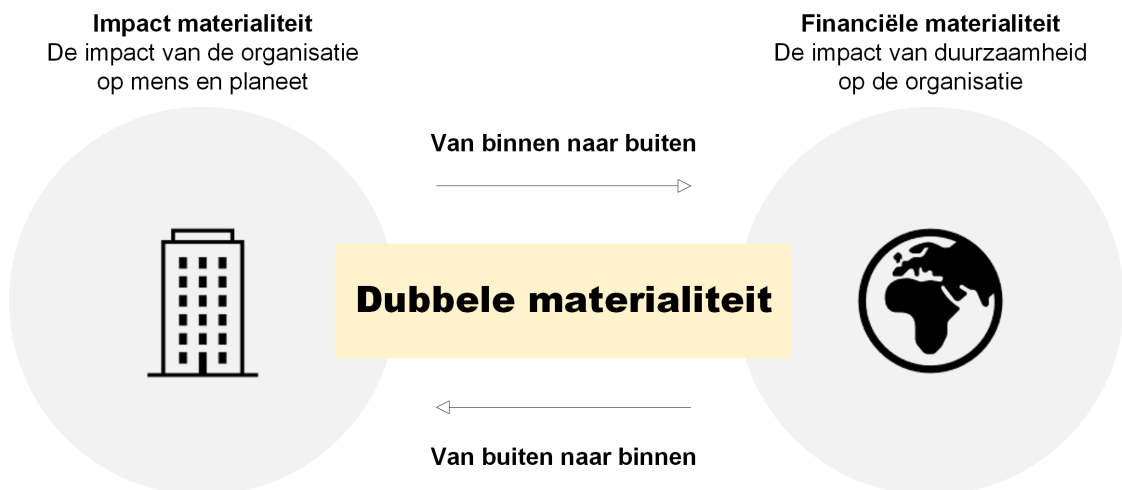 Impact materialiteit
De impact van de organisatie
op mens en planeet
Financiële materialiteit
De impact van duurzaamheid
op de organisatie
Van binnen naar buiten
Dubbele materialiteit
Van buiten naar binnen